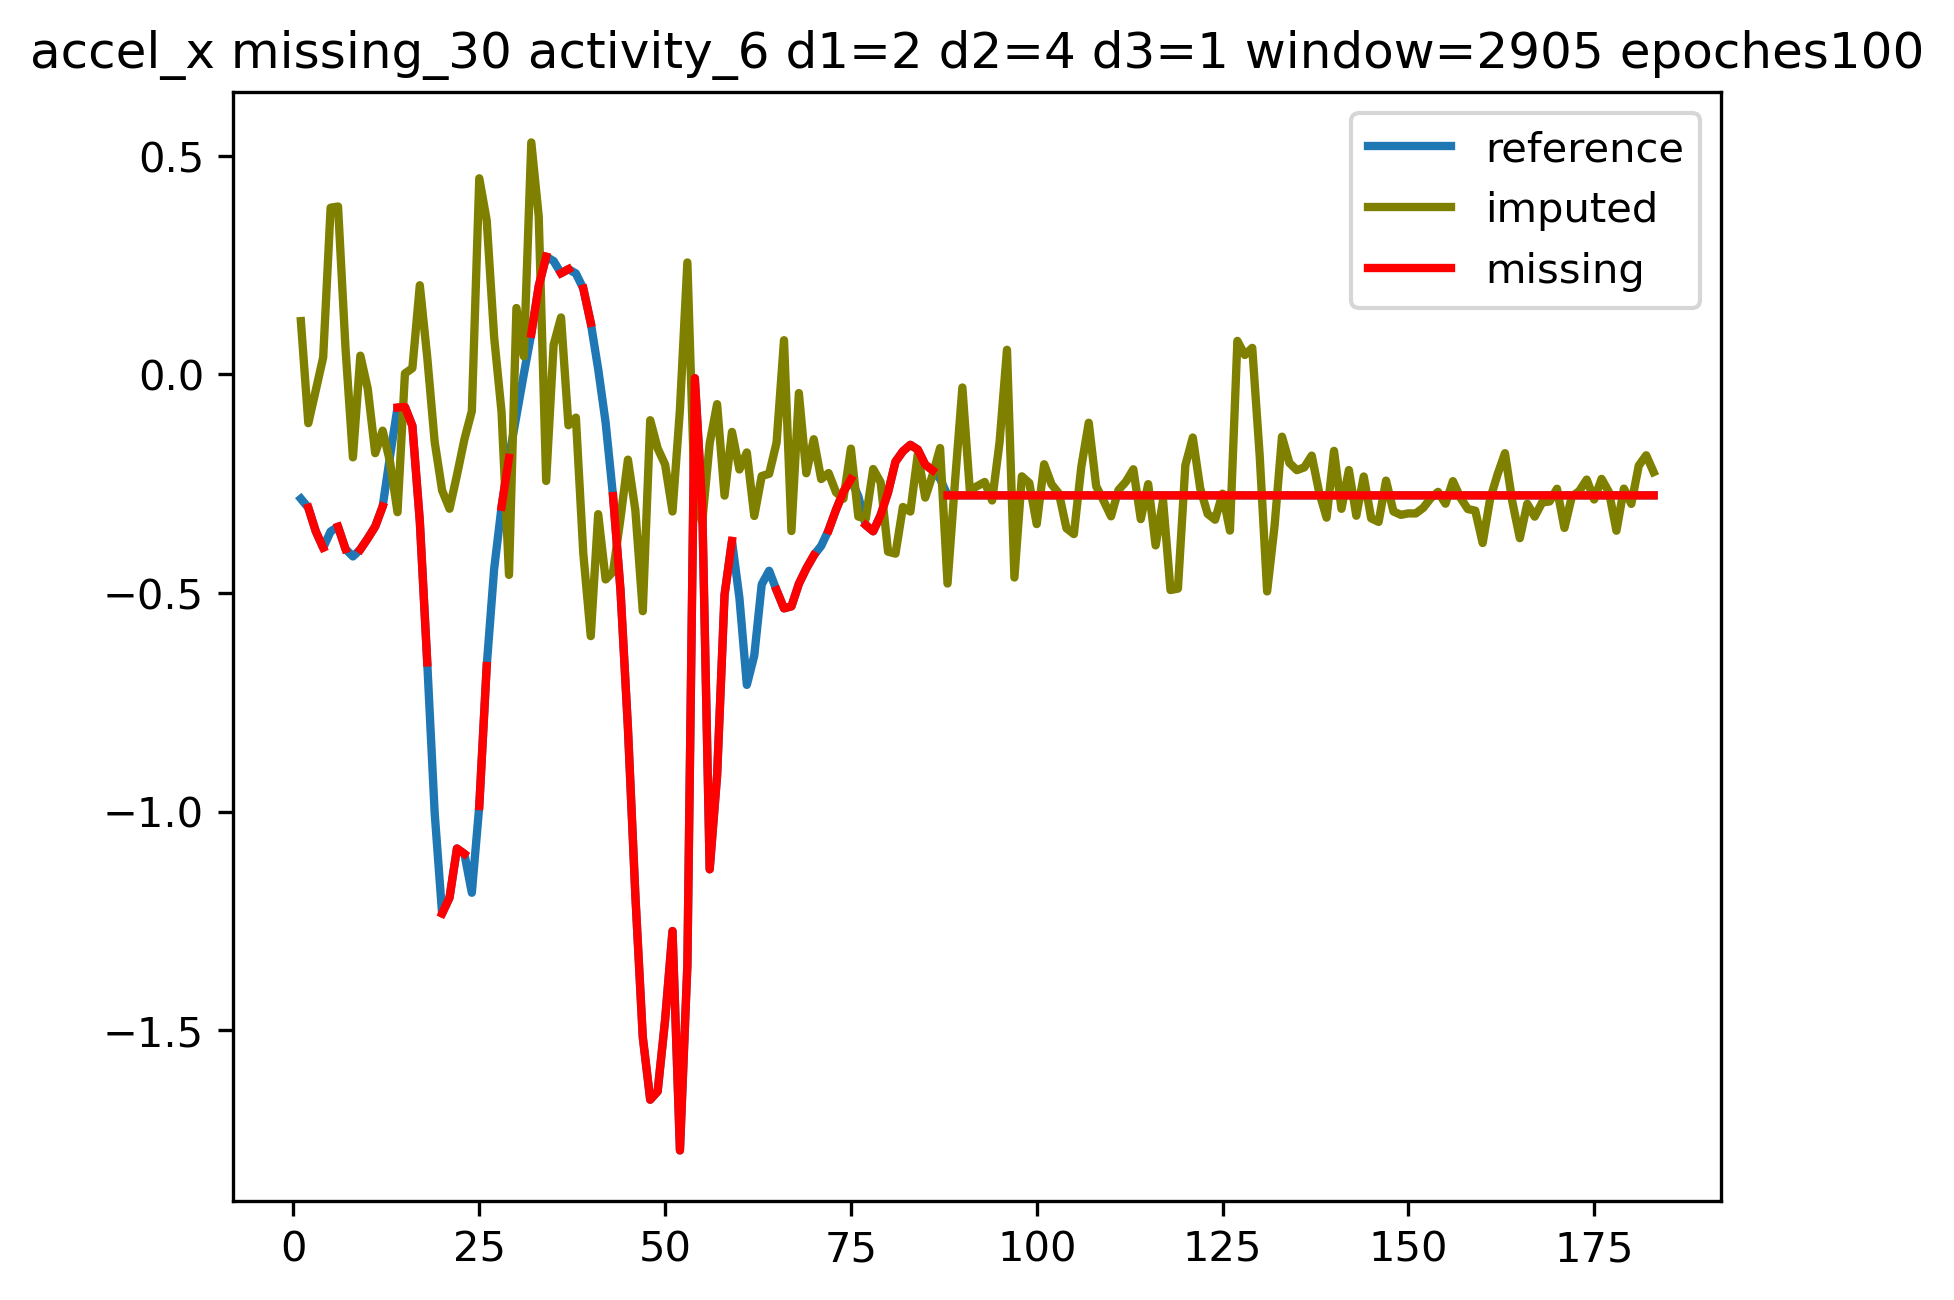 accel_x missing_30 activity_6 d1=2 d2=4 d3=1 window=2905 epoches100
reference
imputed
missing
0.5
0.0
−0.5
−1.0
−1.5
0 25 50 75 100 125 150 175